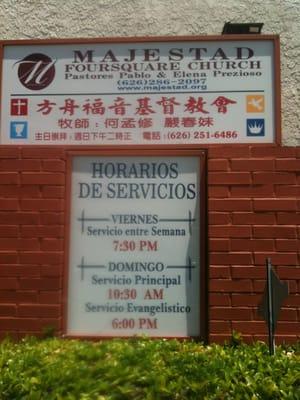 MAJESTAD
FOURSQUARE CHURCH
Pastores Pablo & Elena Prezioso
(626)286-2097
www.majestad.org
方舟福音基督教會
牧師：何孟修 嚴春妹
主日崇拜：週日下午二時正 電話：(626) 251-6486
HORARIOS
DE SERVICIOS
VIERNES
Servicio entre Semana
7:30 PM
DOMINGO
Servicio Principal
10:30 AM
Servicio Evangelistico
6:00 PM